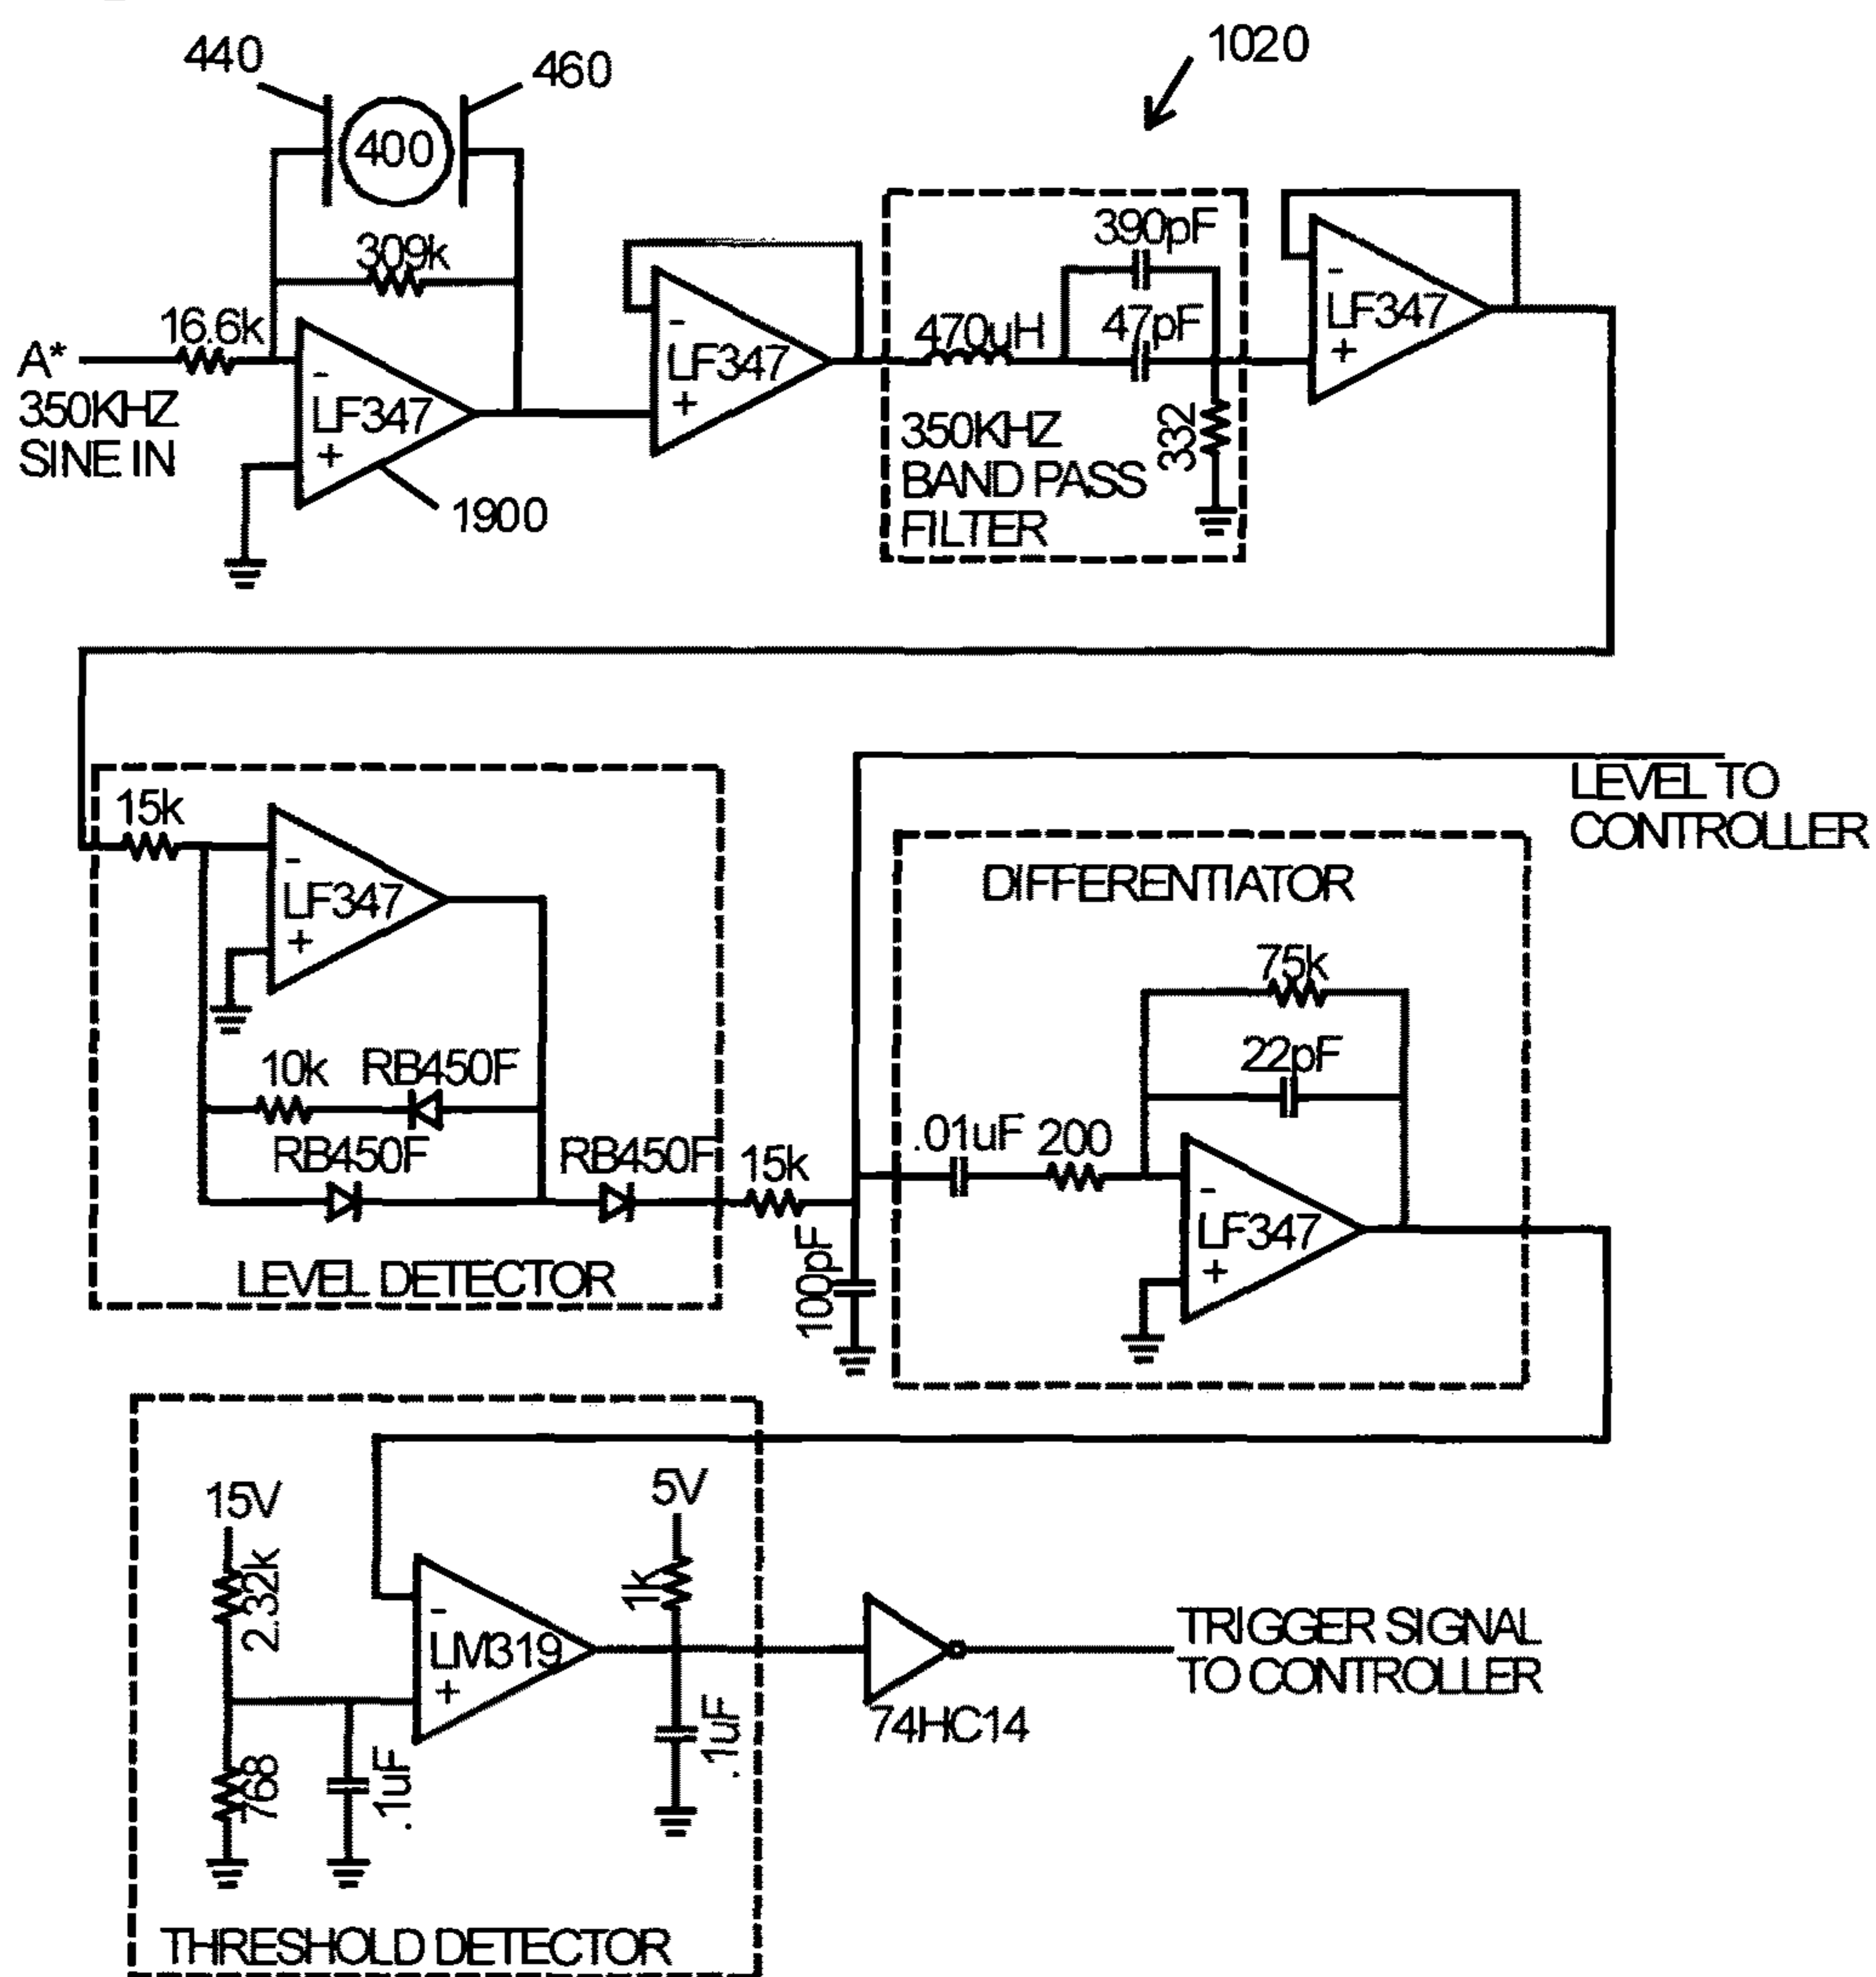 440
460
1020
400
309k
16.6k
A*
350KHZ
SINE IN
-
LF347
+
1900
-
LF347
+
390pF
470uH
47pF
332
350KHZ
BAND PASS
FILTER
-
LF347
+
15k
-
LF347
+
10k
RB450F
RB450F
RB450F
LEVEL DETECTOR
15k
100pF
LEVEL TO
CONTROLLER
DIFFERENTIATOR
75k
22pF
.01uF
200
-
LF347
+
15V
2.32k
768
.1uF
-
LM319
+
5V
1k
.1uF
THRESHOLD DETECTOR
74HC14
TRIGGER SIGNAL
TO CONTROLLER